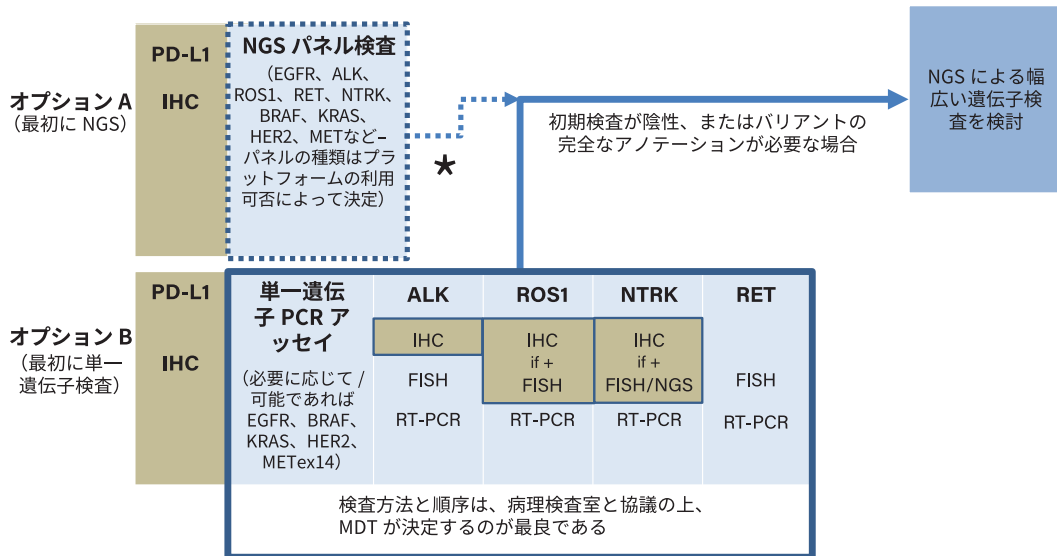 オプション A
（最初に NGS）
PD-L1
IHC
NGS パネル検査
（EGFR、ALK、
ROS1、RET、NTRK、
BRAF、KRAS、
HER2、METなど–
パネルの種類はプラ
ットフォームの利用
可否によって決定）
★
初期検査が陰性、またはバリアントの
完全なアノテーションが必要な場合
NGS による幅
広い遺伝子検
査を検討
オプション B
（最初に単一
遺伝子検査）
PD-L1
IHC
単一遺伝
子 PCR ア
ッセイ
（必要に応じて /
可能であれば
EGFR、BRAF、
KRAS、HER2、
METex14）
ALK
IHC
FISH
RT-PCR
ROS1
IHC
if +
FISH
RT-PCR
NTRK
IHC
if +
FISH/NGS
RT-PCR
RET
FISH
RT-PCR
検査方法と順序は、病理検査室と協議の上、
MDT が決定するのが最良である